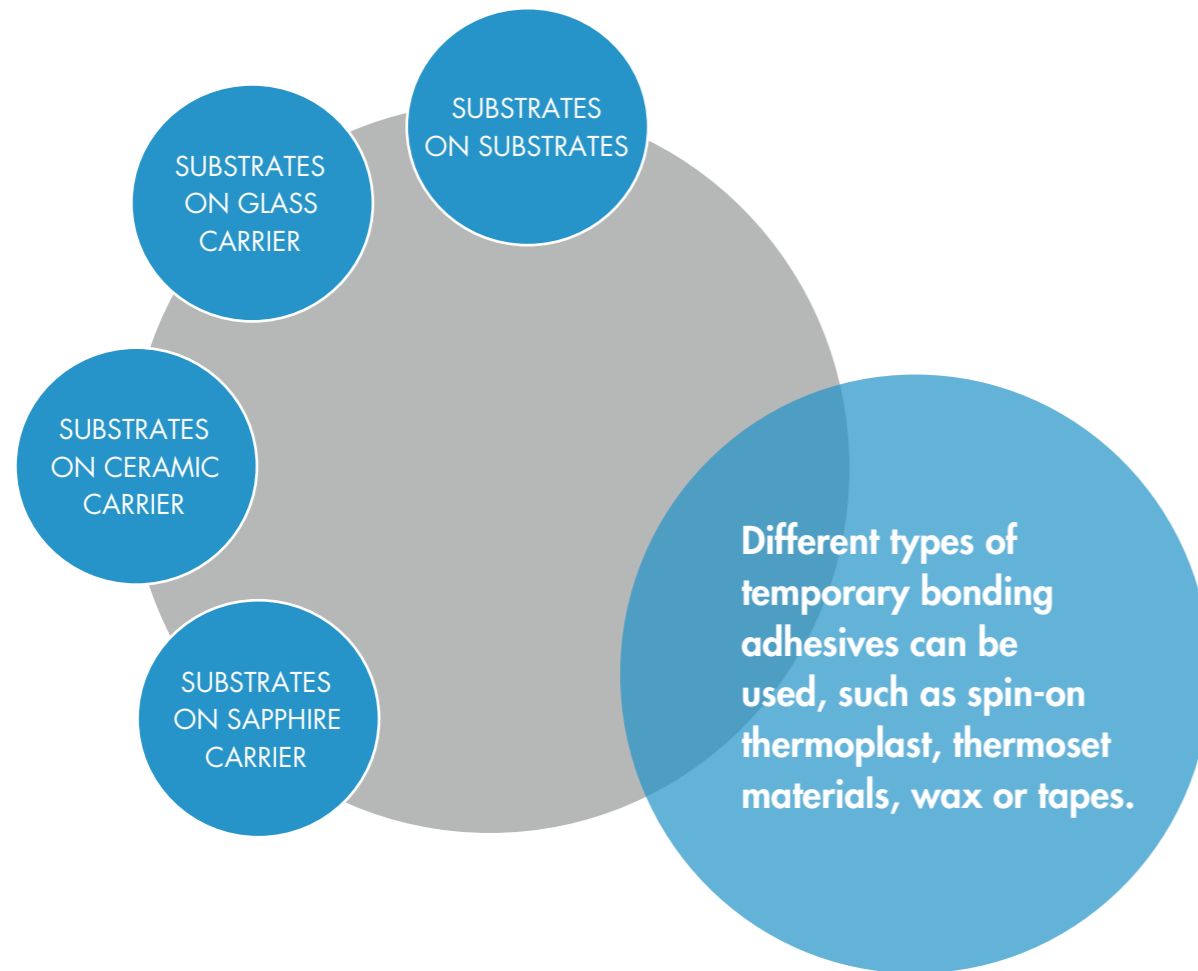 SUBSTRATES
ON SUBSTRATES
SUBSTRATES
ON GLASS
CARRIER
SUBSTRATES
ON CERAMIC
CARRIER
SUBSTRATES
ON SAPPHIRE
CARRIER
Different types of
temporary bonding
adhesives can be
used, such as spin-on
thermoplast, thermoset
materials, wax or tapes.